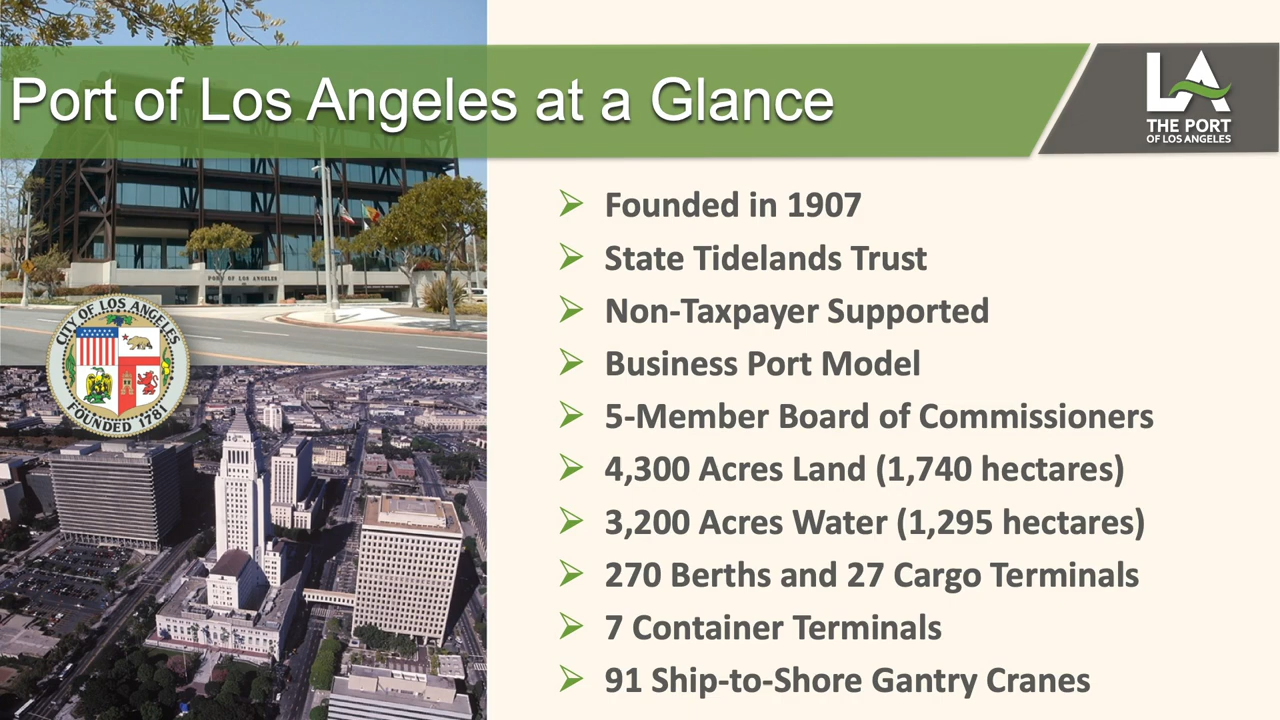 Port of Los Angeles at a Glance
LA
THE PORT
OF LOS ANGELES
Founded in 1907
State Tidelands Trust
Non-Taxpayer Supported
Business Port Model
5-Member Board of Commissioners
4,300 Acres Land (1,740 hectares)
3,200 Acres Water (1,295 hectares)
270 Berths and 27 Cargo Terminals
7 Container Terminals
91 Ship-to-Shore Gantry Cranes
PORT OF LOS ANGELES
CITY OF LOS ANGELES
FOUNDED 1781